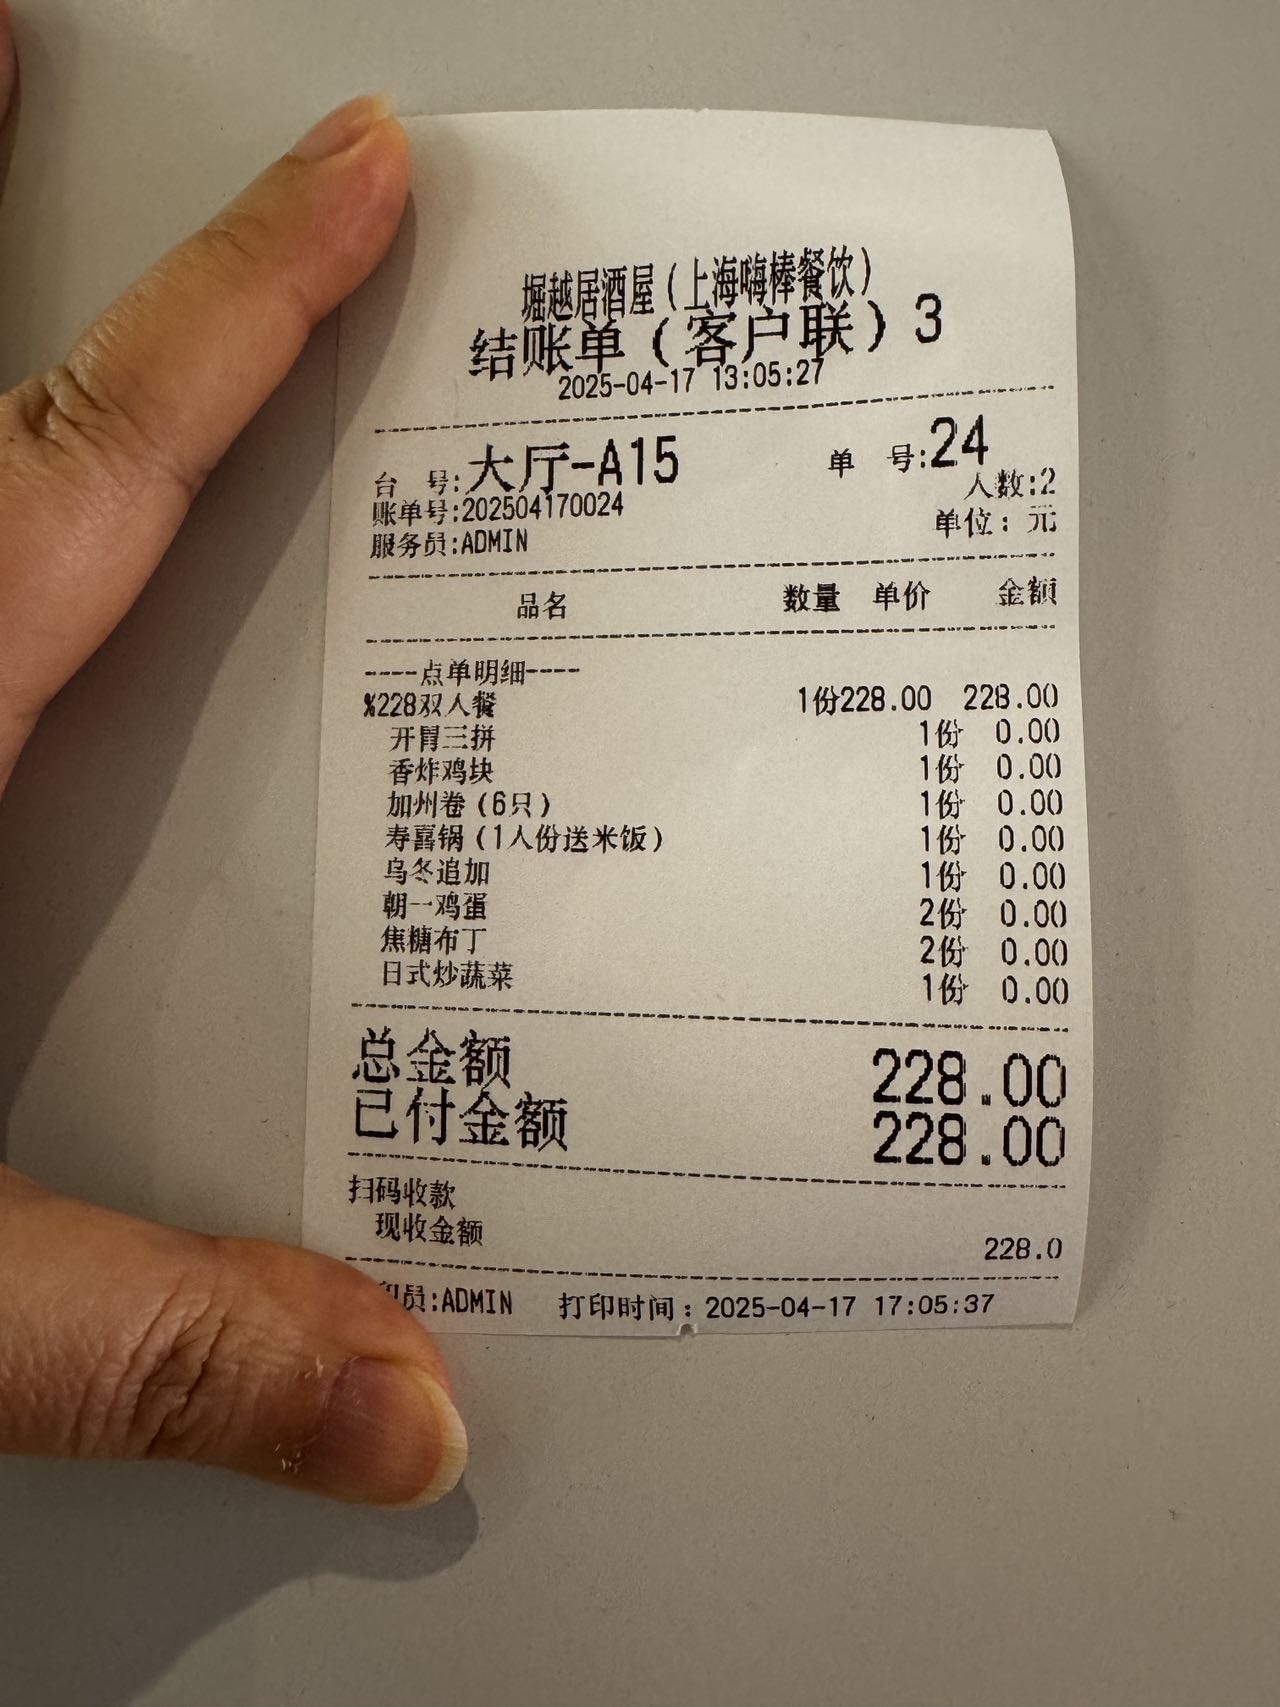 堀越居酒屋(上海嗨棒餐饮)
结账单(客户联)3
2025-04-17 13:05:27
台 号:大厅-A15 单 号:24
人数:2
账单号:202504170024
单位:元
服务员:ADMIN
品名 数量 单价 金额
----点单明细----
%228双人餐 1份228.00 228.00
开胃三拼 1份 0.00
香炸鸡块 1份 0.00
加州卷(6只) 1份 0.00
寿喜锅(1人份送米饭) 1份 0.00
乌冬追加 1份 0.00
朝一鸡蛋 2份 0.00
焦糖布丁 2份 0.00
日式炒蔬菜 1份 0.00
总金额 228.00
已付金额 228.00
扫码收款
现收金额 228.0
印员:ADMIN 打印时间:2025-04-17 17:05:37